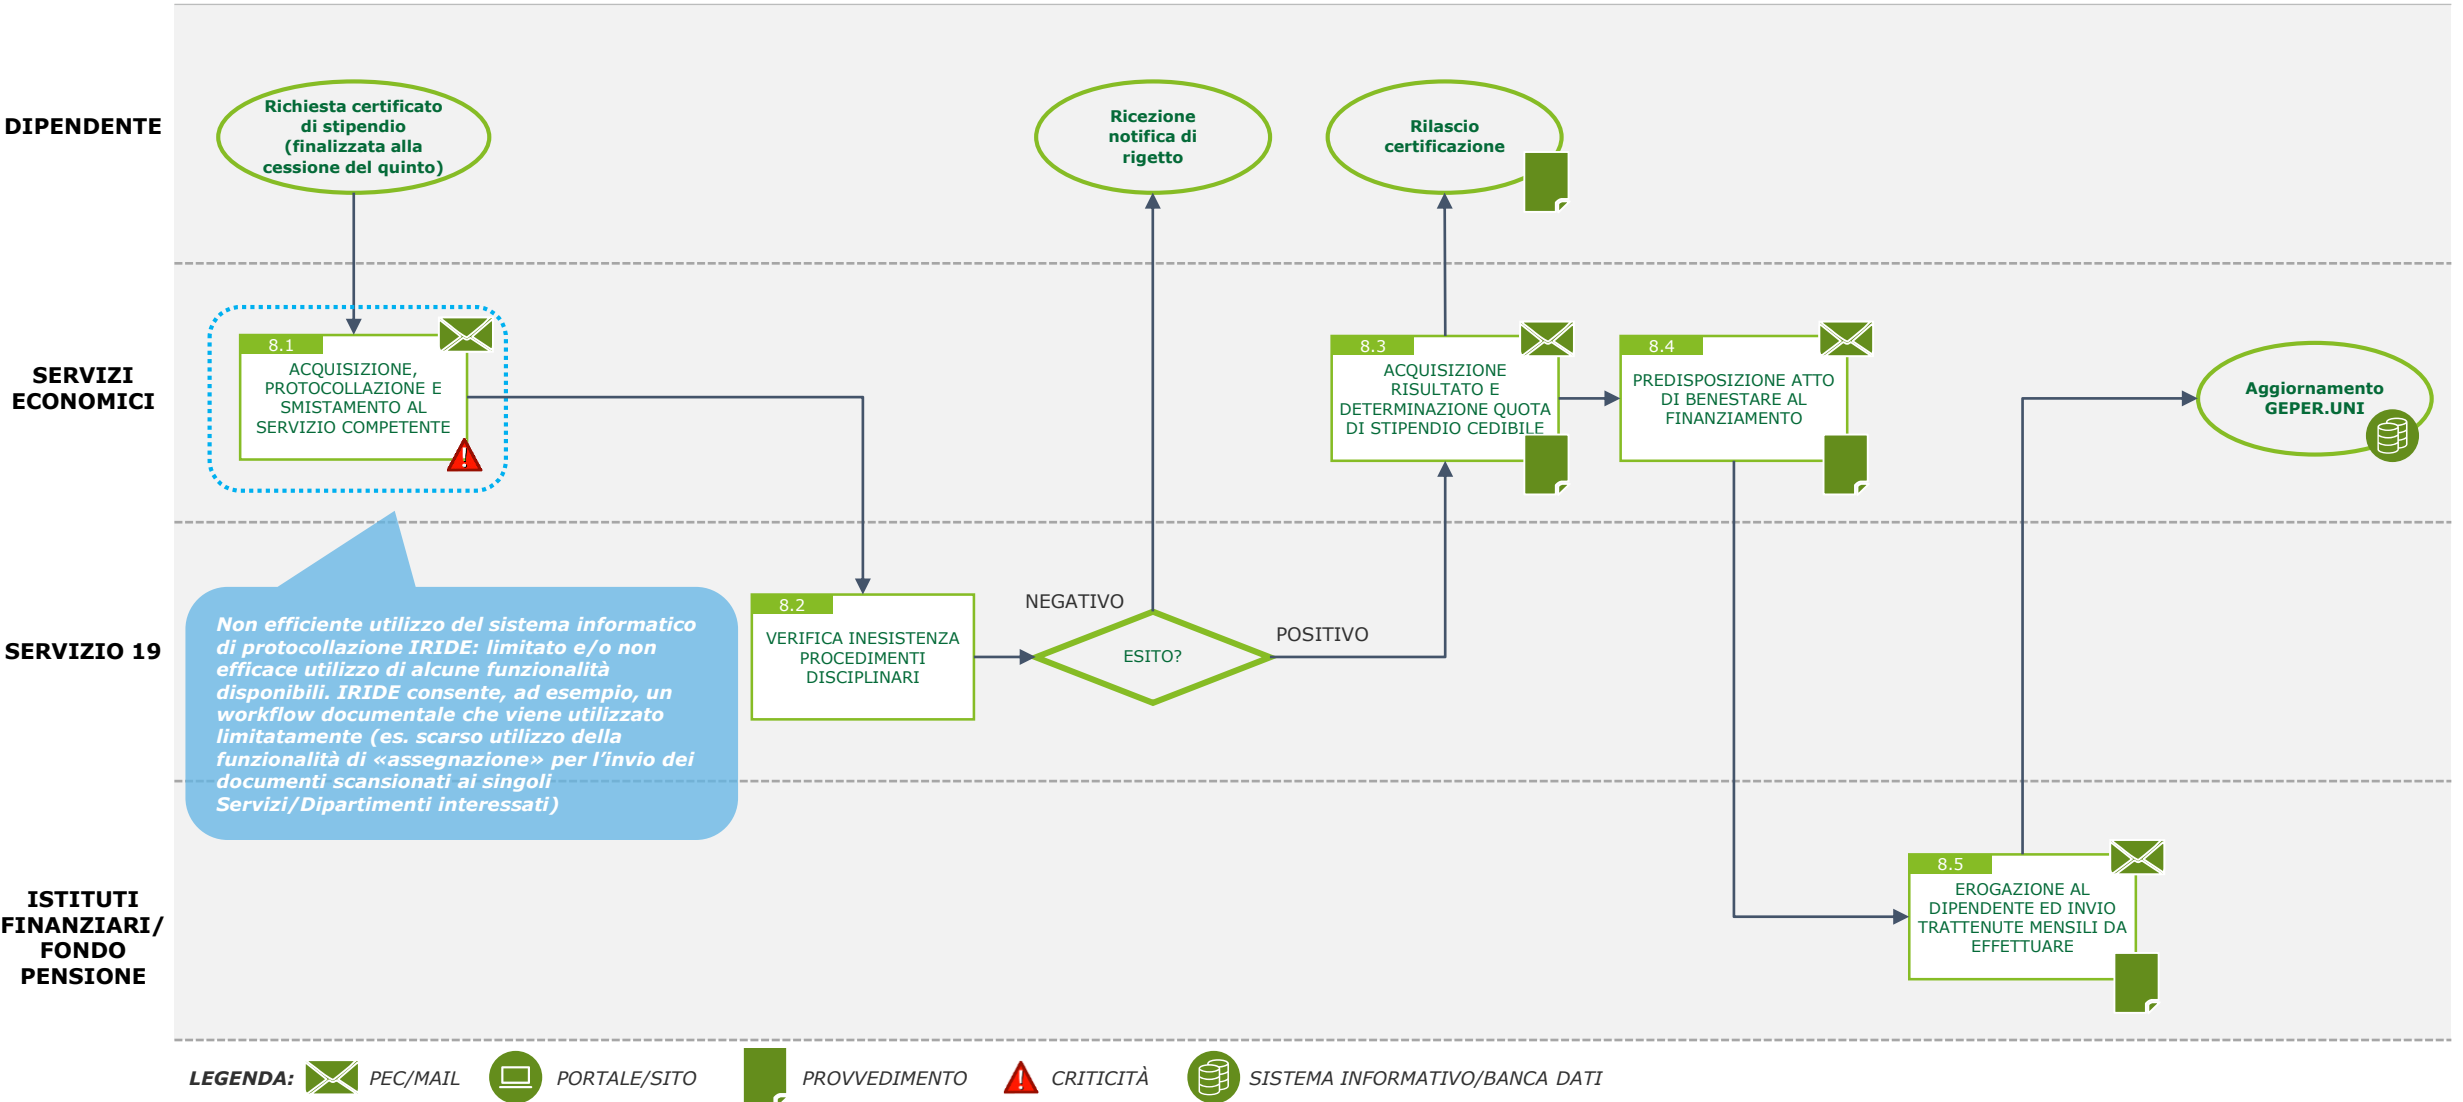 DIPENDENTE
Richiesta certificato
di stipendio
(finalizzata alla
cessione del quinto)
Ricezione
notifica di
rigetto
Rilascio
certificazione
SERVIZI
ECONOMICI
8.1
ACQUISIZIONE,
PROTOCOLLAZIONE E
SMISTAMENTO AL
SERVIZIO COMPETENTE
8.3
ACQUISIZIONE
RISULTATO E
DETERMINAZIONE QUOTA
DI STIPENDIO CEDIBILE
8.4
PREDISPOSIZIONE ATTO
DI BENESTARE AL
FINANZIAMENTO
Aggiornamento
GEPER.UNI
SERVIZIO 19
Non efficiente utilizzo del sistema informatico
di protocollazione IRIDE: limitato e/o non
efficace utilizzo di alcune funzionalità
disponibili. IRIDE consente, ad esempio, un
workflow documentale che viene utilizzato
limitatamente (es. scarso utilizzo della
funzionalità di «assegnazione» per l’invio dei
documenti scansionati ai singoli
Servizi/Dipartimenti interessati)
8.2
VERIFICA INESISTENZA
PROCEDIMENTI
DISCIPLINARI
NEGATIVO
ESITO?
POSITIVO
ISTITUTI
FINANZIARI/
FONDO
PENSIONE
8.5
EROGAZIONE AL
DIPENDENTE ED INVIO
TRATTENUTE MENSILI DA
EFFETTUARE
LEGENDA: PEC/MAIL PORTALE/SITO PROVVEDIMENTO CRITICITÀ SISTEMA INFORMATIVO/BANCA DATI